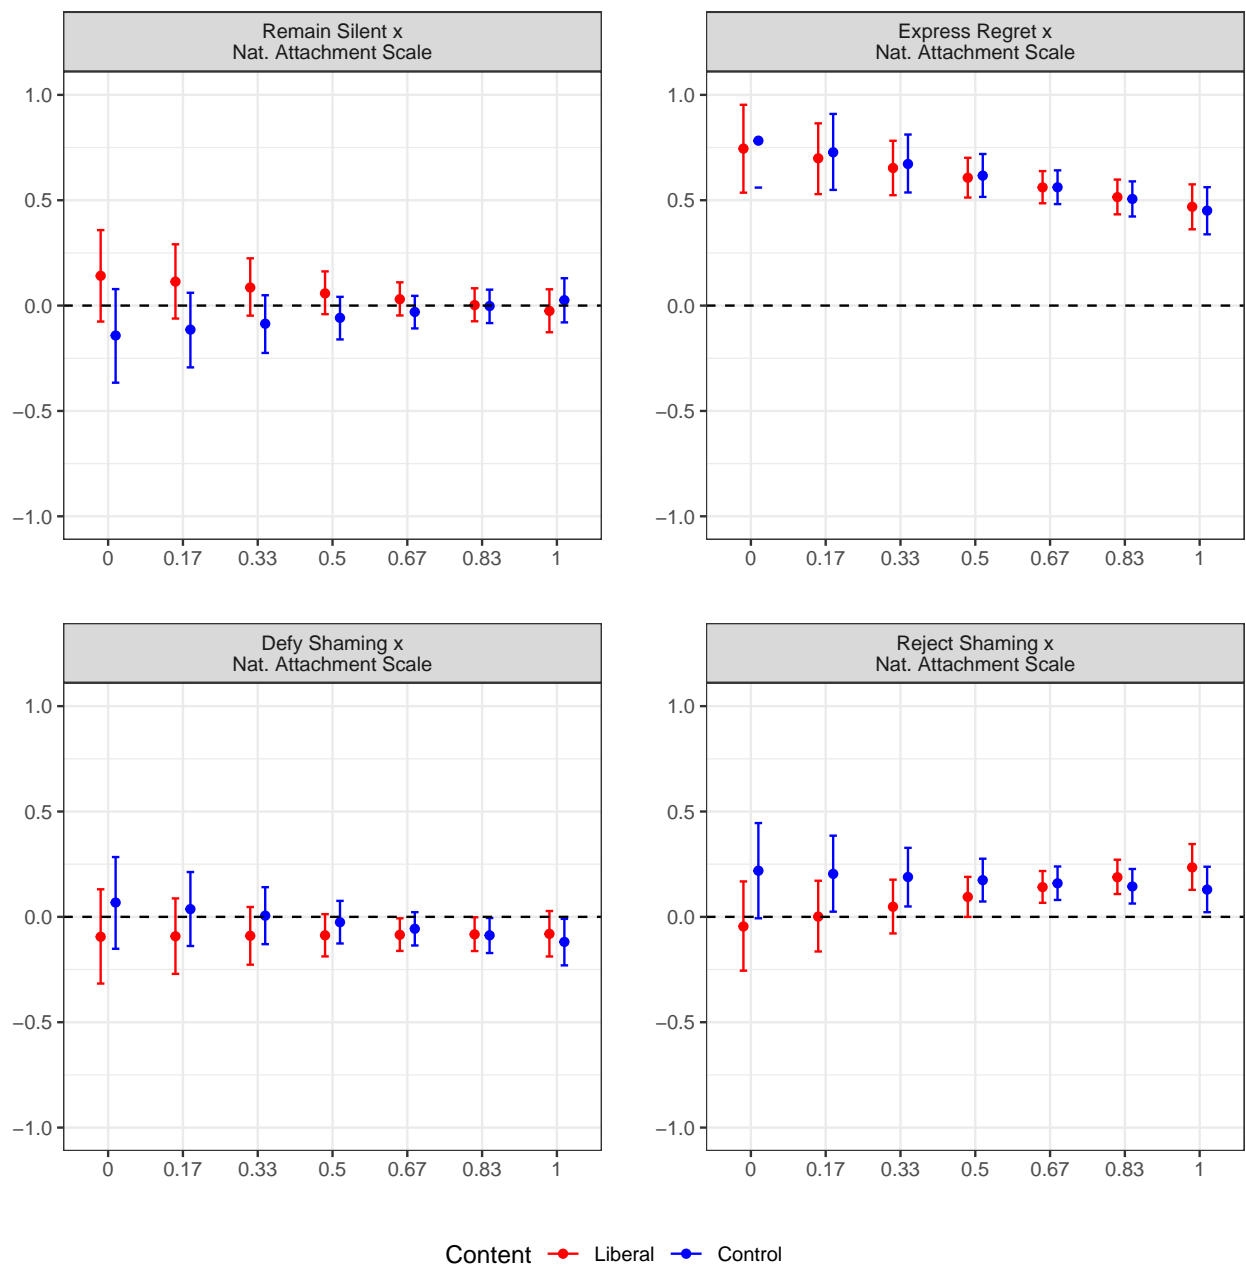 Remain Silent x
Nat. Attachment Scale
1.0
0.5
0.0
−0.5
−1.0
0 0.17 0.33 0.5 0.67 0.83 1
Express Regret x
Nat. Attachment Scale
1.0
0.5
0.0
−0.5
−1.0
0 0.17 0.33 0.5 0.67 0.83 1
Defy Shaming x
Nat. Attachment Scale
1.0
0.5
0.0
−0.5
−1.0
0 0.17 0.33 0.5 0.67 0.83 1
Reject Shaming x
Nat. Attachment Scale
1.0
0.5
0.0
−0.5
−1.0
0 0.17 0.33 0.5 0.67 0.83 1
Content Liberal Control